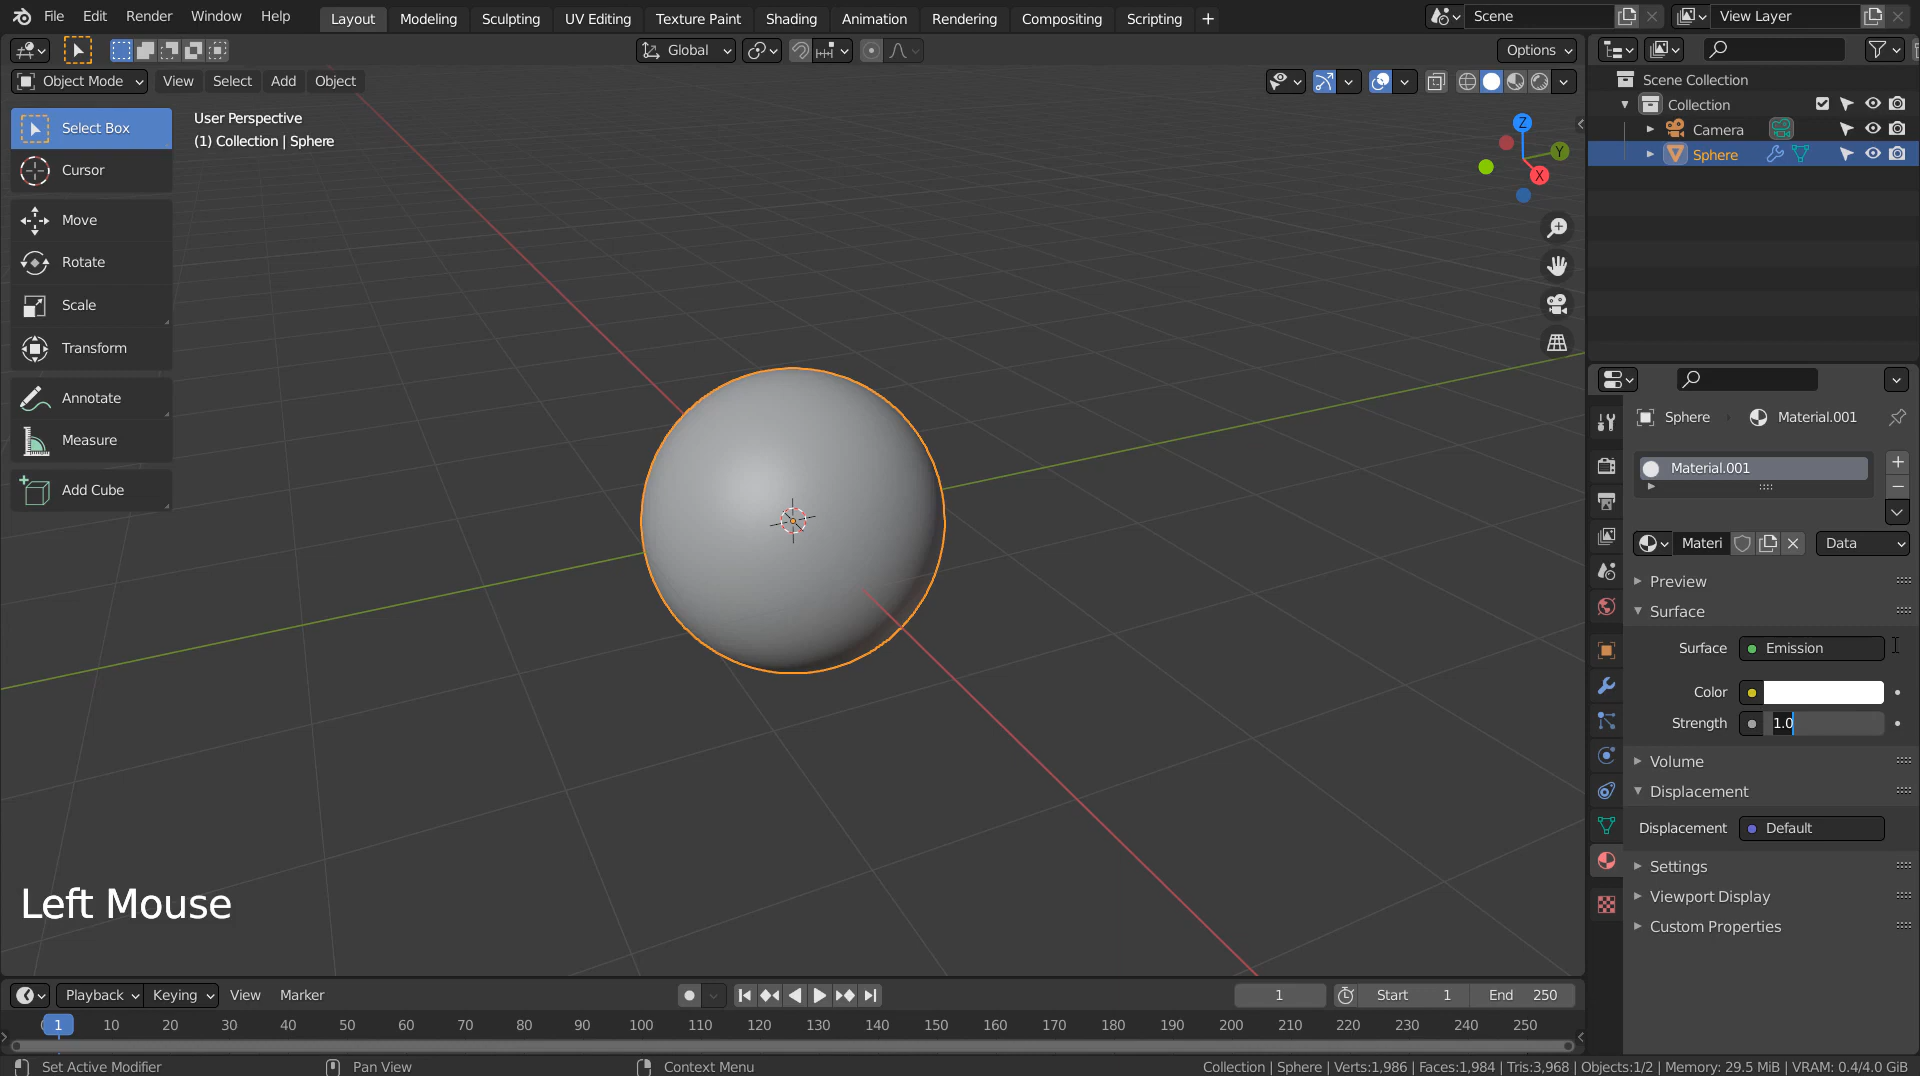 File Edit Render Window Help Layout Modeling Sculpting UV Editing Texture Paint Shading Animation Rendering Compositing Scripting + Scene View Layer
Global Options
Object Mode View Select Add Object
Select Box
Cursor
Move
Rotate
Scale
Transform
Annotate
Measure
Add Cube
User Perspective
(1) Collection | Sphere
Z
Y
X
Left Mouse
Scene Collection
Collection
Camera
Sphere
Sphere Material.001
Material.001
Materi Data
Preview
Surface
Surface Emission
Color
Strength 1.0
Volume
Displacement
Displacement Default
Settings
Viewport Display
Custom Properties
Playback Keying View Marker 1 Start 1 End 250
1 10 20 30 40 50 60 70 80 90 100 110 120 130 140 150 160 170 180 190 200 210 220 230 240 250
Set Active Modifier Pan View Context Menu Collection | Sphere | Verts:1,986 | Faces:1,984 | Tris:3,968 | Objects:1/2 | Memory: 29.5 MiB | VRAM: 0.4/4.0 GiB